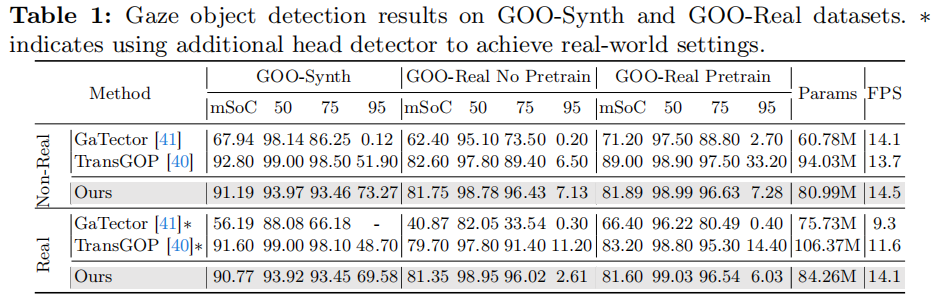 Table 1: Gaze object detection results on GOO-Synth and GOO-Real datasets. *
indicates using additional head detector to achieve real-world settings.
Method GOO-Synth GOO-Real No Pretrain GOO-Real Pretrain Params FPS
mSoC 50 75 95 mSoC 50 75 95 mSoC 50 75 95
Non-Real
GaTector [41] 67.94 98.14 86.25 0.12 62.40 95.10 73.50 0.20 71.20 97.50 88.80 2.70 60.78M 14.1
TransGOP [40] 92.80 99.00 98.50 51.90 82.60 97.80 89.40 6.50 89.00 98.90 97.50 33.20 94.03M 13.7
Ours 91.19 93.97 93.46 73.27 81.75 98.78 96.43 7.13 81.89 98.99 96.63 7.28 80.99M 14.5
Real
GaTector [41]* 56.19 88.08 66.18 - 40.87 82.05 33.54 0.30 66.40 96.22 80.49 0.40 75.73M 9.3
TransGOP [40]* 91.60 99.00 98.10 48.70 79.70 97.80 91.40 11.20 83.20 98.80 95.30 14.40 106.37M 11.6
Ours 90.77 93.92 93.45 69.58 81.35 98.95 96.02 2.61 81.60 99.03 96.54 6.03 84.26M 14.1